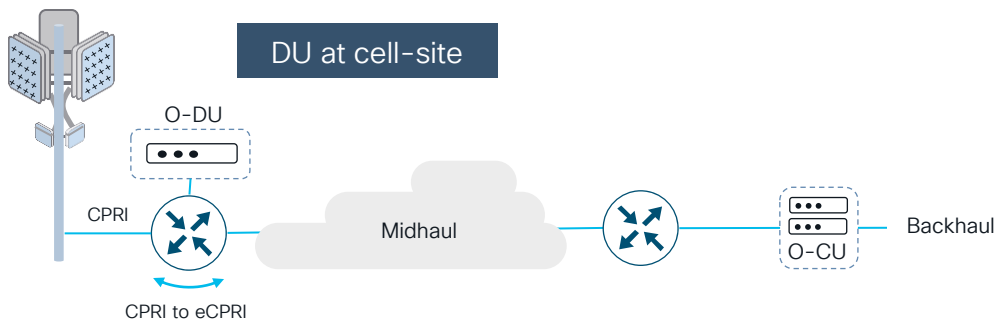 DU at cell-site
O-DU
CPRI
Midhaul
O-CU
Backhaul
CPRI to eCPRI